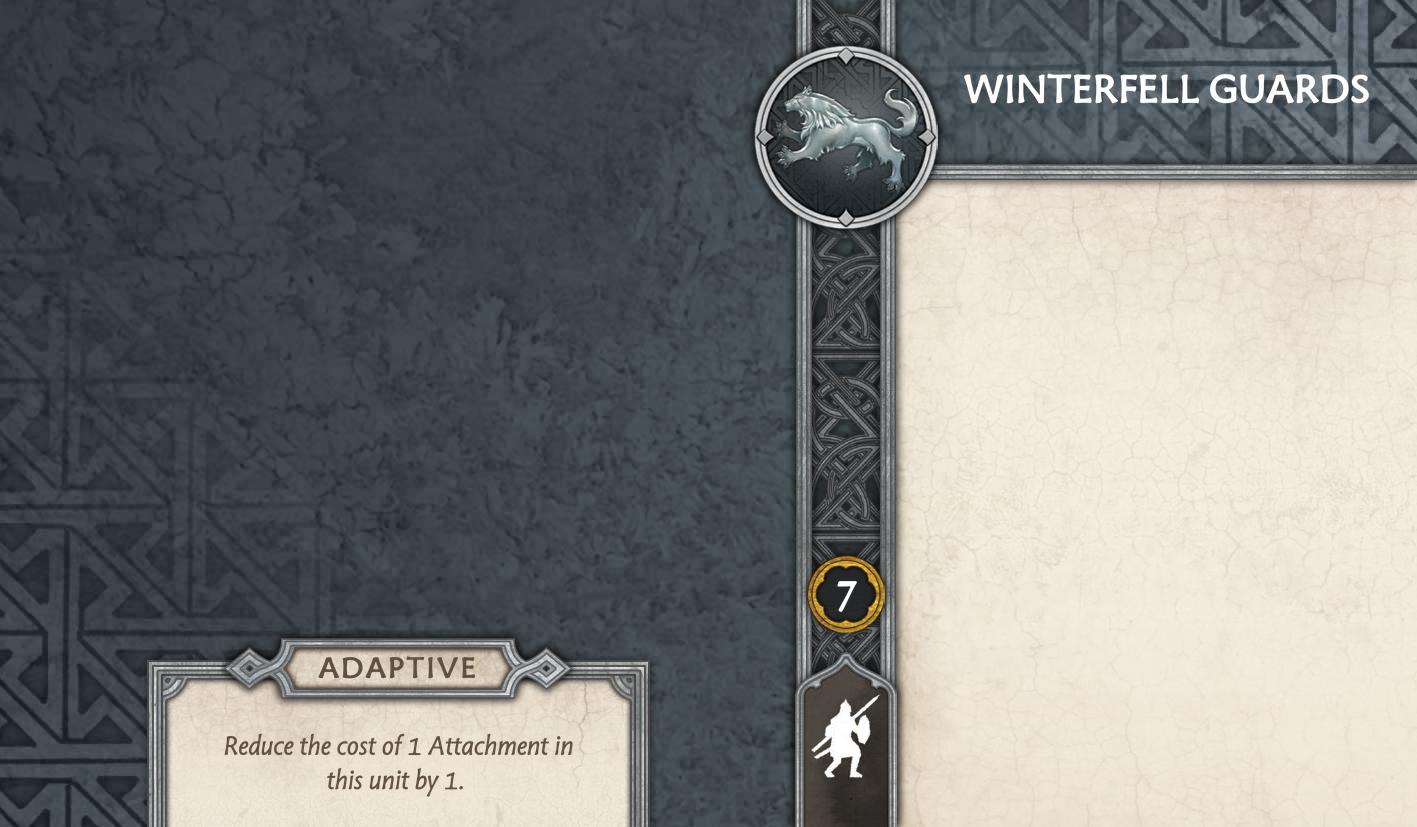 WINTERFELL GUARDS
7
ADAPTIVE
Reduce the cost of 1 Attachment in
this unit by 1.